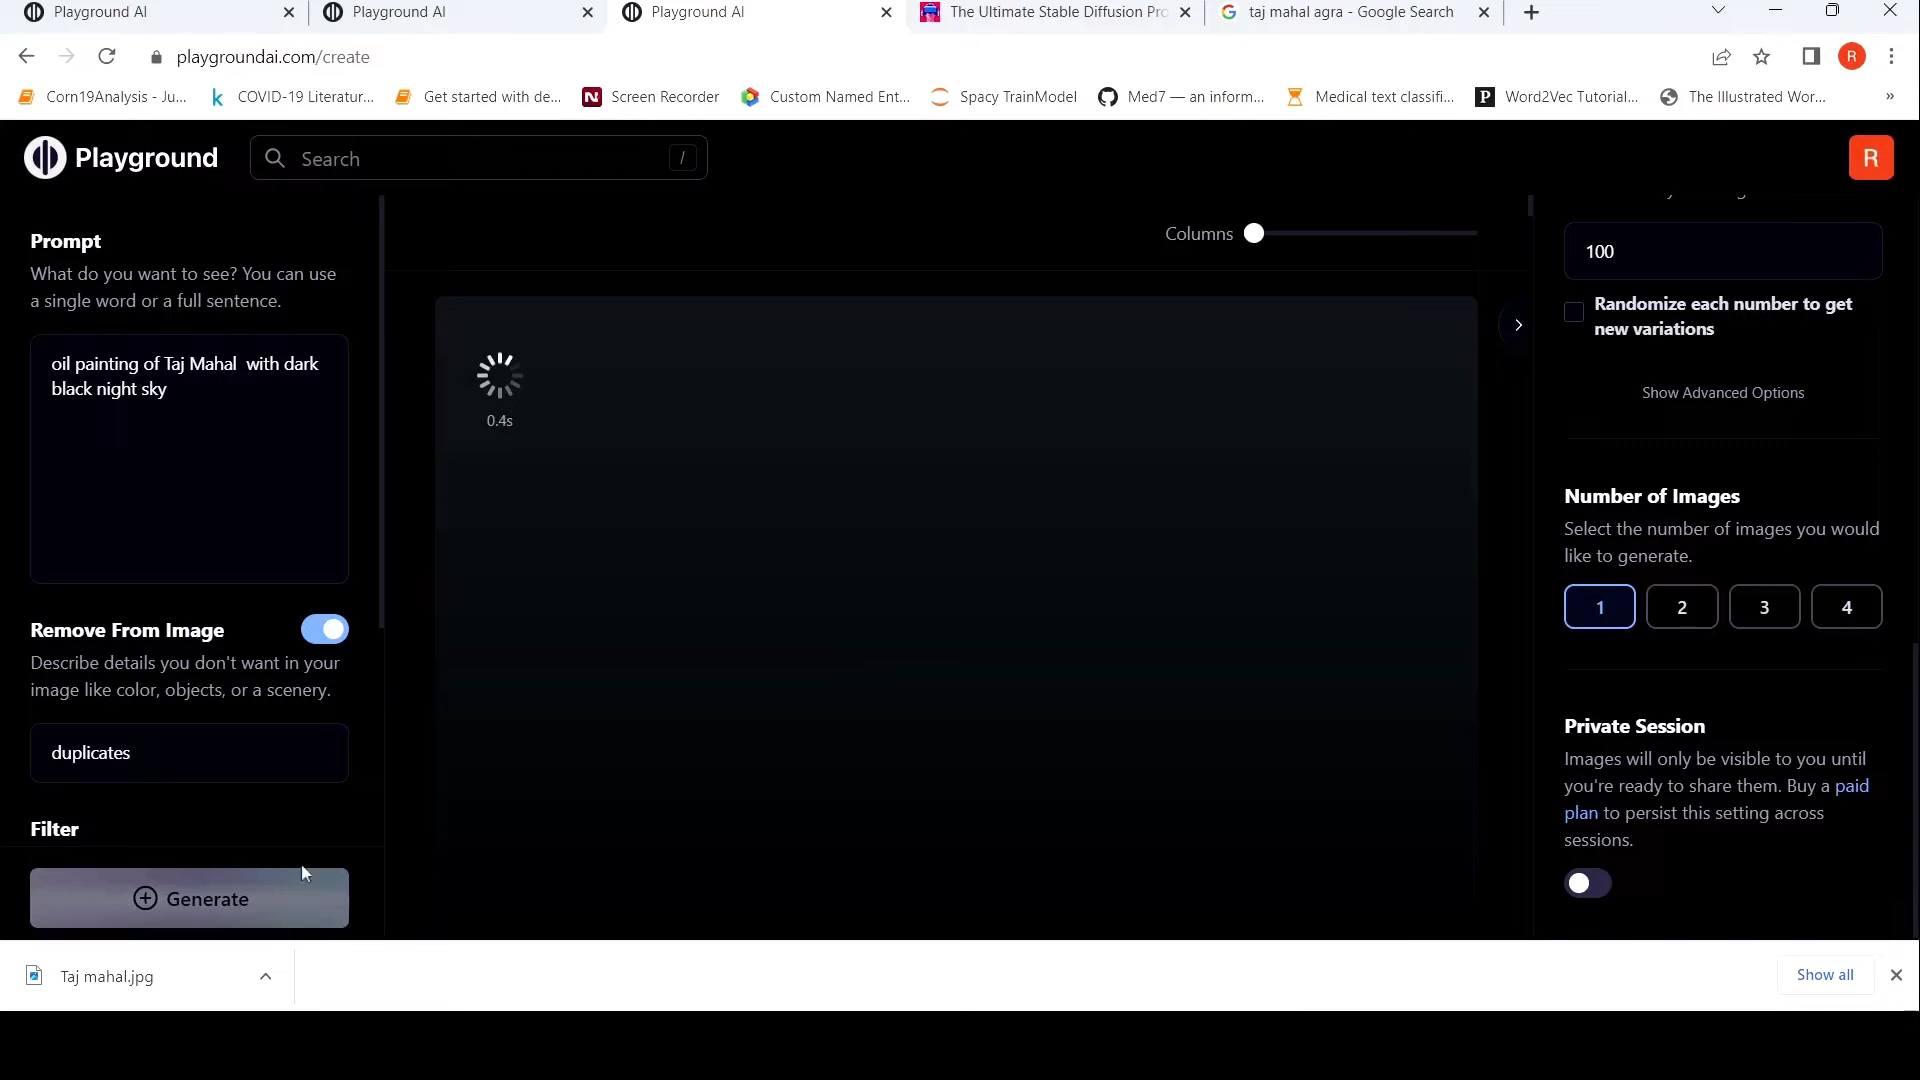 Playground AI
Playground AI
Playground AI
The Ultimate Stable Diffusion Pro
taj mahal agra - Google Search
playgroundai.com/create
R
Corn19Analysis - Ju...
COVID-19 Literatur...
Get started with de...
Screen Recorder
Custom Named Ent...
Spacy TrainModel
Med7 — an inform...
Medical text classifi...
Word2Vec Tutorial...
The Illustrated Wor...
»
Playground
Search
/
R
Prompt
What do you want to see? You can use
a single word or a full sentence.
oil painting of Taj Mahal  with dark
black night sky
Remove From Image
Describe details you don't want in your
image like color, objects, or a scenery.
duplicates
Filter
Generate
Columns
0.4s
100
Randomize each number to get
new variations
Show Advanced Options
Number of Images
Select the number of images you would
like to generate.
1
2
3
4
Private Session
Images will only be visible to you until
you're ready to share them. Buy a paid
plan to persist this setting across
sessions.
Taj mahal.jpg
Show all